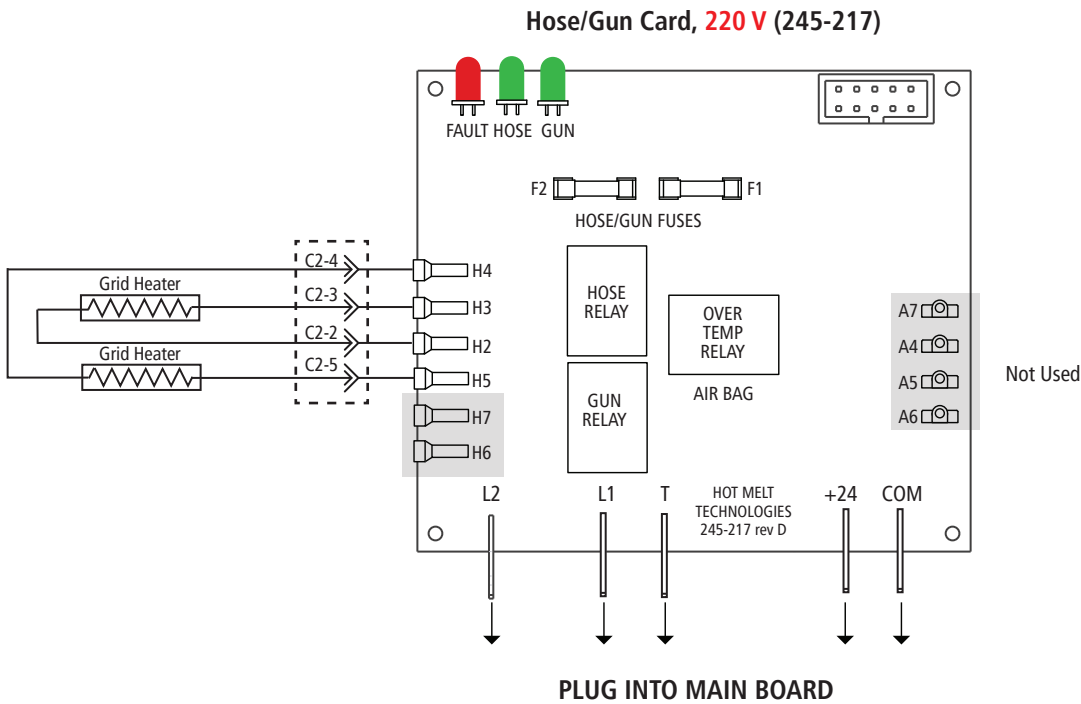 Hose/Gun Card, 220 V (245-217)
FAULT HOSE GUN
F2 F1
HOSE/GUN FUSES
C2-4 H4
Grid Heater
C2-3 H3
C2-2 H2
Grid Heater
C2-5 H5
H7
H6
HOSE
RELAY
GUN
RELAY
OVER
TEMP
RELAY
AIR BAG
A7
A4
A5
A6
Not Used
L2 L1 T +24 COM
HOT MELT
TECHNOLOGIES
245-217 rev D
PLUG INTO MAIN BOARD